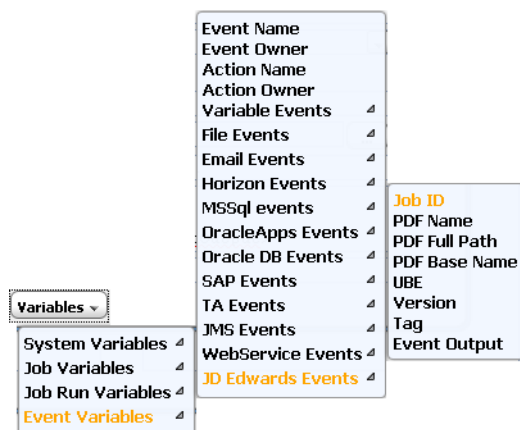 Variables
System Variables
Job Variables
Job Run Variables
Event Variables
Event Name
Event Owner
Action Name
Action Owner
Variable Events
File Events
Email Events
Horizon Events
MSSql events
OracleApps Events
Oracle DB Events
SAP Events
TA Events
JMS Events
WebService Events
JD Edwards Events
Job ID
PDF Name
PDF Full Path
PDF Base Name
UBE
Version
Tag
Event Output